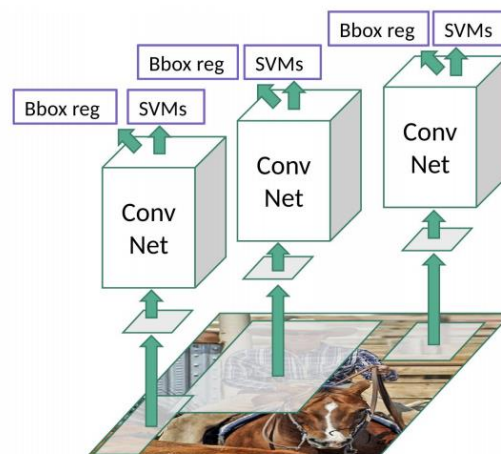 Bbox reg
SVMs
Bbox reg
SVMs
Bbox reg
SVMs
Conv
Net
Conv
Net
Conv
Net